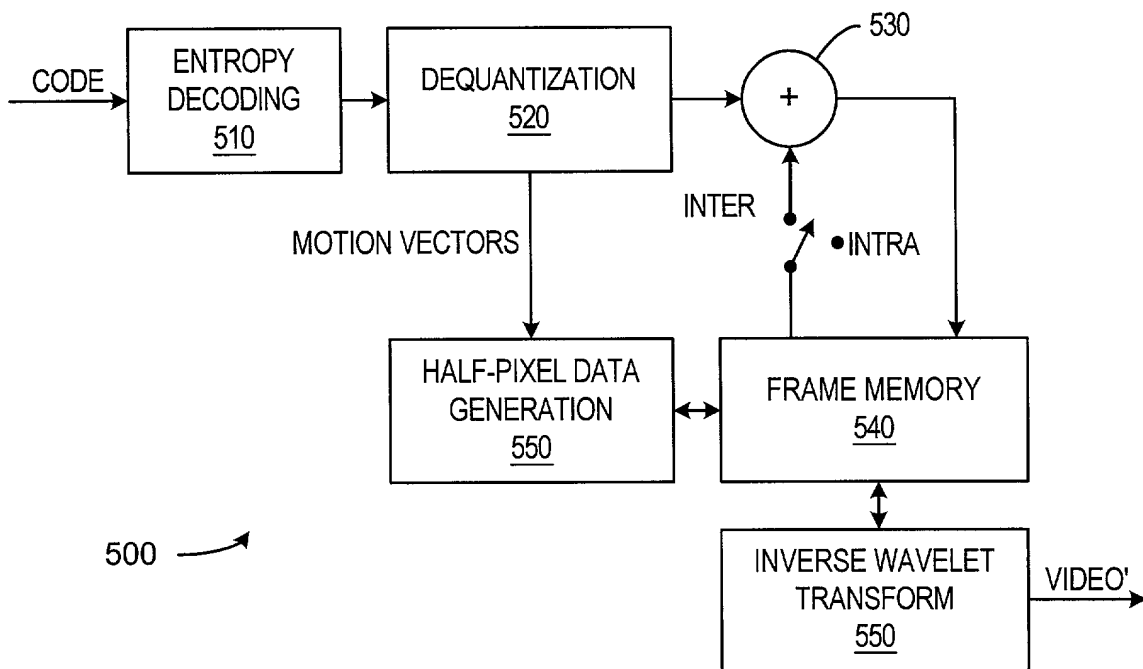 530
CODE
ENTROPY
DECODING
510
DEQUANTIZATION
520
+
INTER
INTRA
MOTION VECTORS
HALF-PIXEL DATA
GENERATION
550
FRAME MEMORY
540
500
INVERSE WAVELET
TRANSFORM
550
VIDEO'